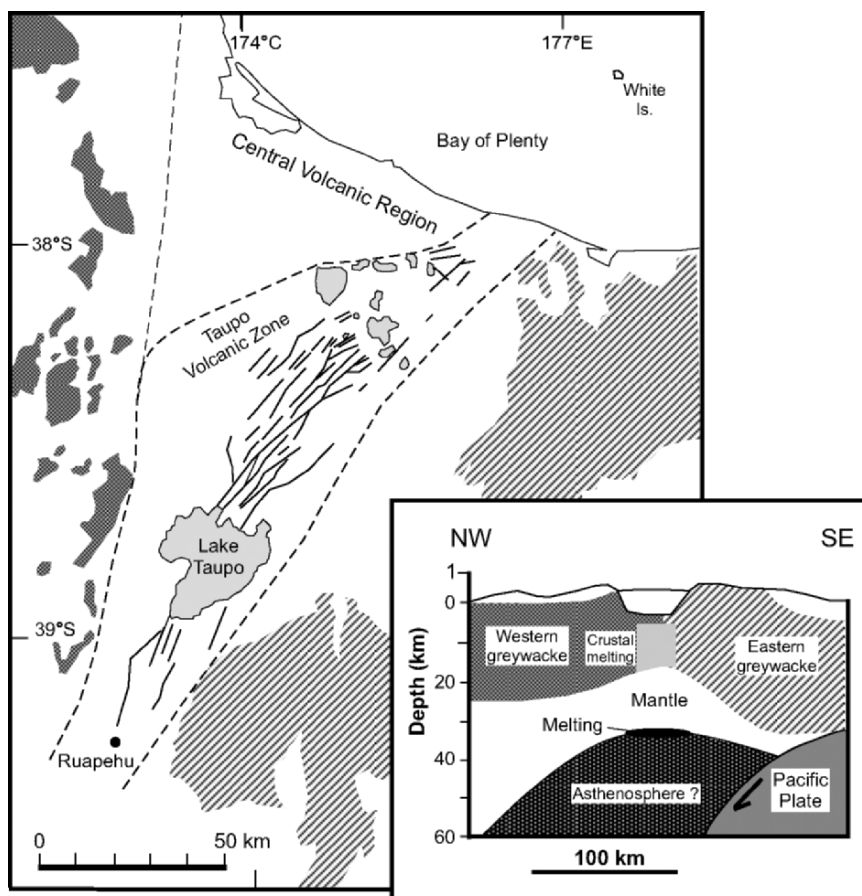 174°C
177°E
White
Is.
Bay of Plenty
Central Volcanic Region
38°S
Taupo
Volcanic Zone
Lake
Taupo
39°S
Ruapehu
0
50 km
NW
SE
1
0
20
40
60
Depth (km)
Western
greywacke
Crustal
melting
Eastern
greywacke
Mantle
Melting
Asthenosphere ?
Pacific
Plate
100 km